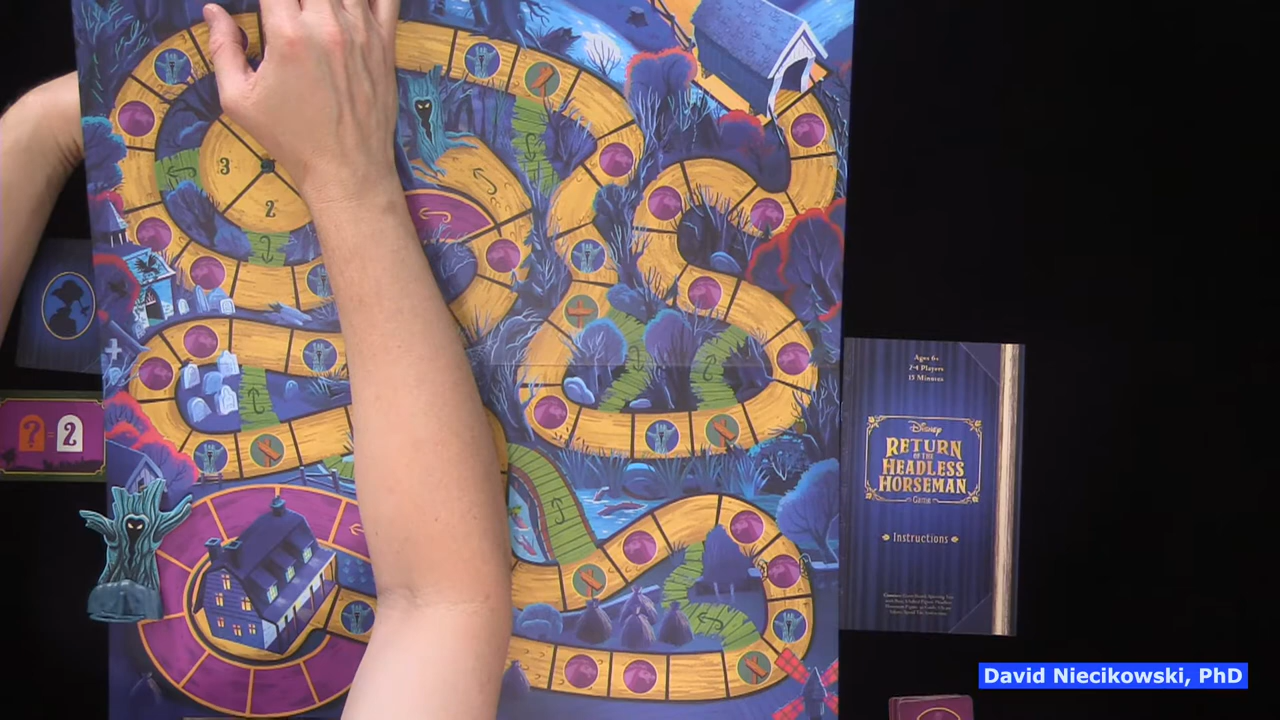 3
2
? = 2
Ages 6+
2-4 Players
15 Minutes
Disney
RETURN
OF THE
HEADLESS
HORSEMAN
Game
Instructions
David Niecikowski, PhD